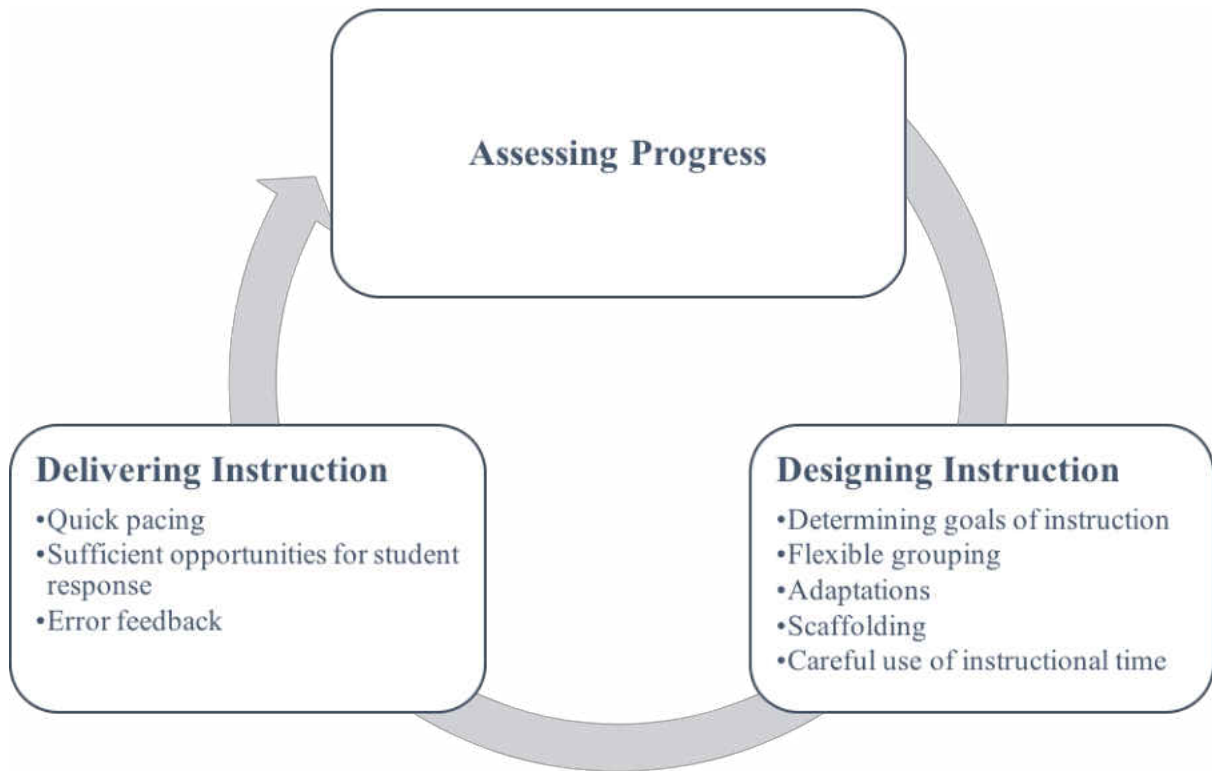 Assessing Progress
Delivering Instruction
•Quick pacing
•Sufficient opportunities for student
response
•Error feedback
Designing Instruction
•Determining goals of instruction
•Flexible grouping
•Adaptations
•Scaffolding
•Careful use of instructional time